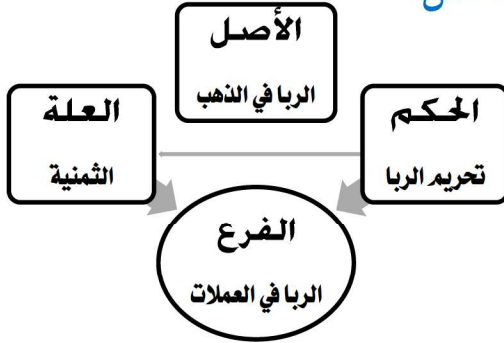 الأصل
الربا في الذهب
الحكم
تحريم الربا
العلة
الثمنية
الفرع
الربا في العملات